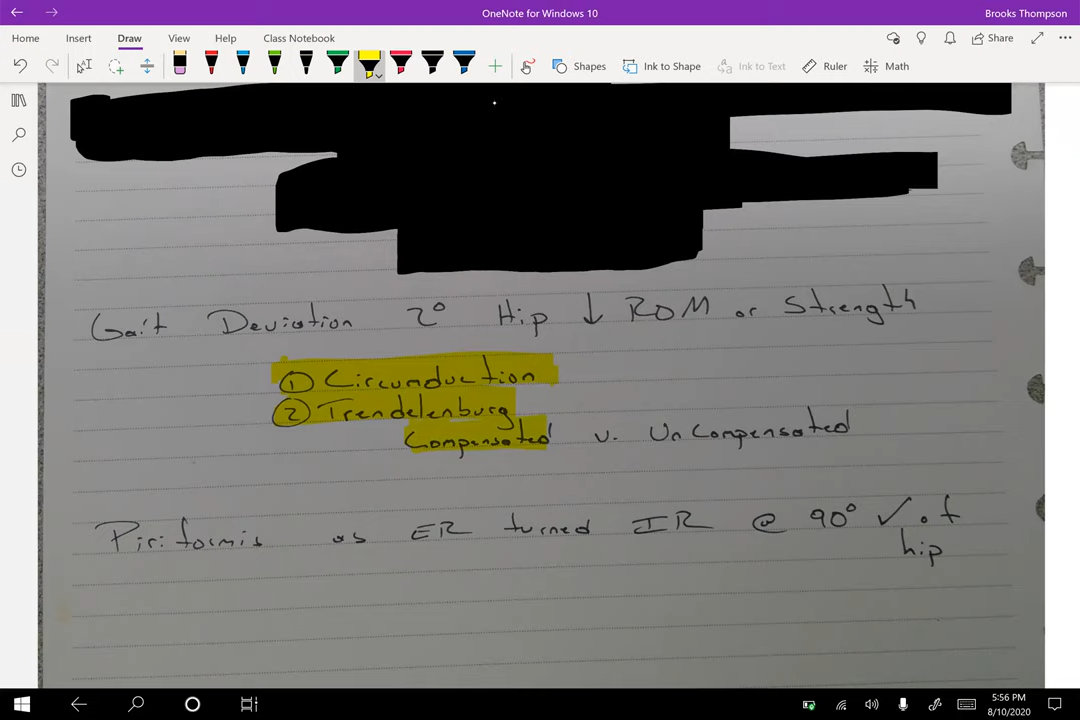 OneNote for Windows 10
Brooks Thompson
Home Insert Draw View Help Class Notebook
Share
Shapes Ink to Shape Ink to Text Ruler Math
Gait Deviation 2° Hip ↓ ROM or Strength
① Circumduction
② Trendelenburg
Compensated v. UnCompensated
Piriformis as ER turned IR @ 90° ✓ of
hip
5:56 PM
8/10/2020